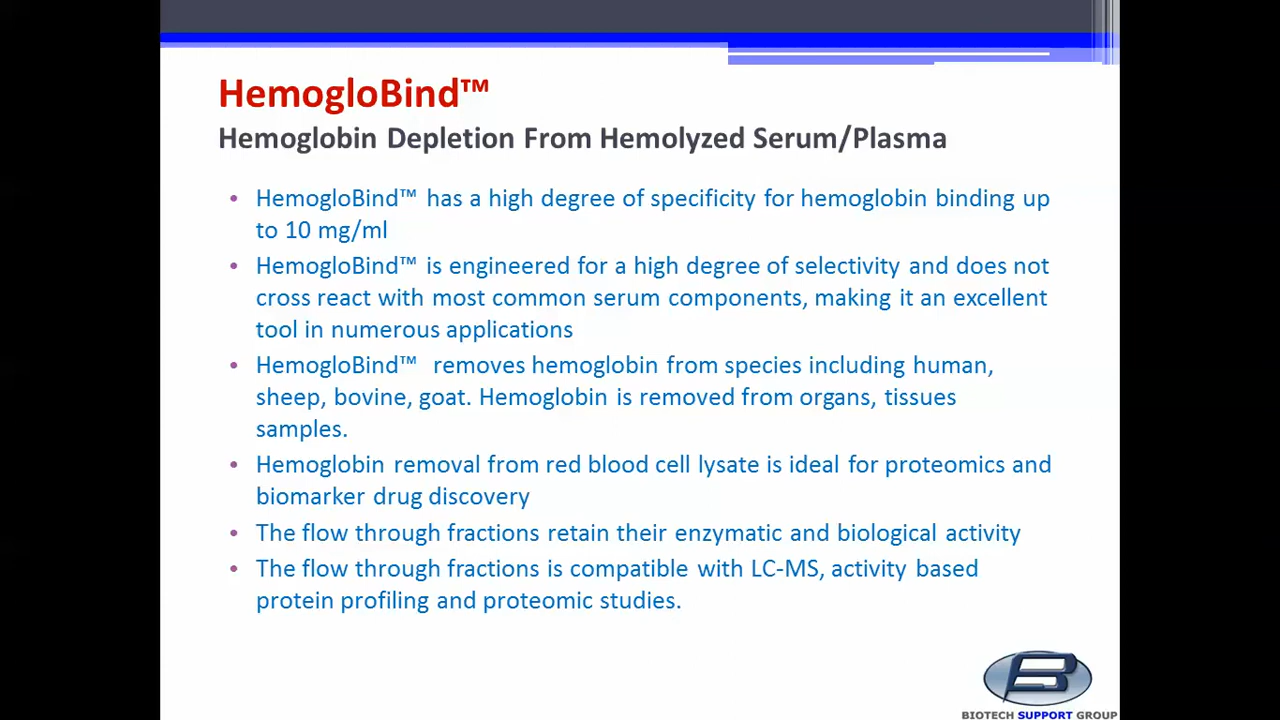 HemogloBind™
Hemoglobin Depletion From Hemolyzed Serum/Plasma
• HemogloBind™ has a high degree of specificity for hemoglobin binding up
to 10 mg/ml
• HemogloBind™ is engineered for a high degree of selectivity and does not
cross react with most common serum components, making it an excellent
tool in numerous applications
• HemogloBind™  removes hemoglobin from species including human,
sheep, bovine, goat. Hemoglobin is removed from organs, tissues
samples.
• Hemoglobin removal from red blood cell lysate is ideal for proteomics and
biomarker drug discovery
• The flow through fractions retain their enzymatic and biological activity
• The flow through fractions is compatible with LC-MS, activity based
protein profiling and proteomic studies.
B
BIOTECH SUPPORT GROUP